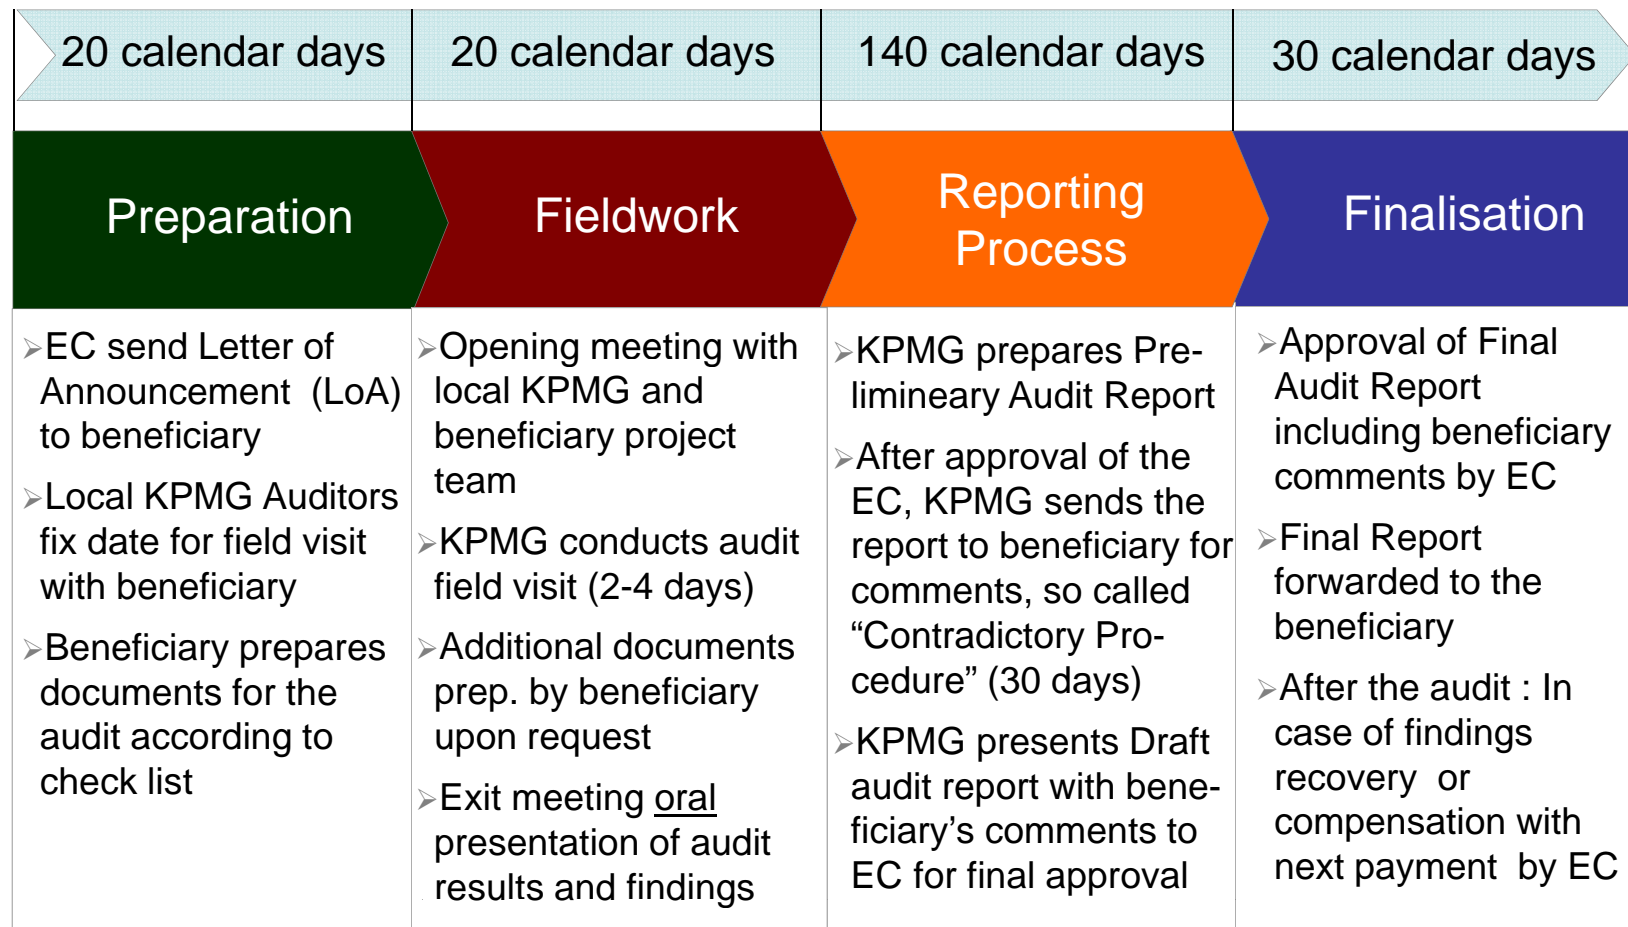 20 calendar days
20 calendar days
140 calendar days
30 calendar days
Preparation
Fieldwork
Reporting
Process
Finalisation
➢EC send Letter of
Announcement (LoA)
to beneficiary
➢Local KPMG Auditors
fix date for field visit
with beneficiary
➢Beneficiary prepares
documents for the
audit according to
check list
➢Opening meeting with
local KPMG and
beneficiary project
team
➢KPMG conducts audit
field visit (2-4 days)
➢Additional documents
prep. by beneficiary
upon request
➢Exit meeting oral
presentation of audit
results and findings
➢KPMG prepares Pre-
limineary Audit Report
➢After approval of the
EC, KPMG sends the
report to beneficiary for
comments, so called
“Contradictory Pro-
cedure” (30 days)
➢KPMG presents Draft
audit report with bene-
ficiary’s comments to
EC for final approval
➢Approval of Final
Audit Report
including beneficiary
comments by EC
➢Final Report
forwarded to the
beneficiary
➢After the audit : In
case of findings
recovery or
compensation with
next payment by EC